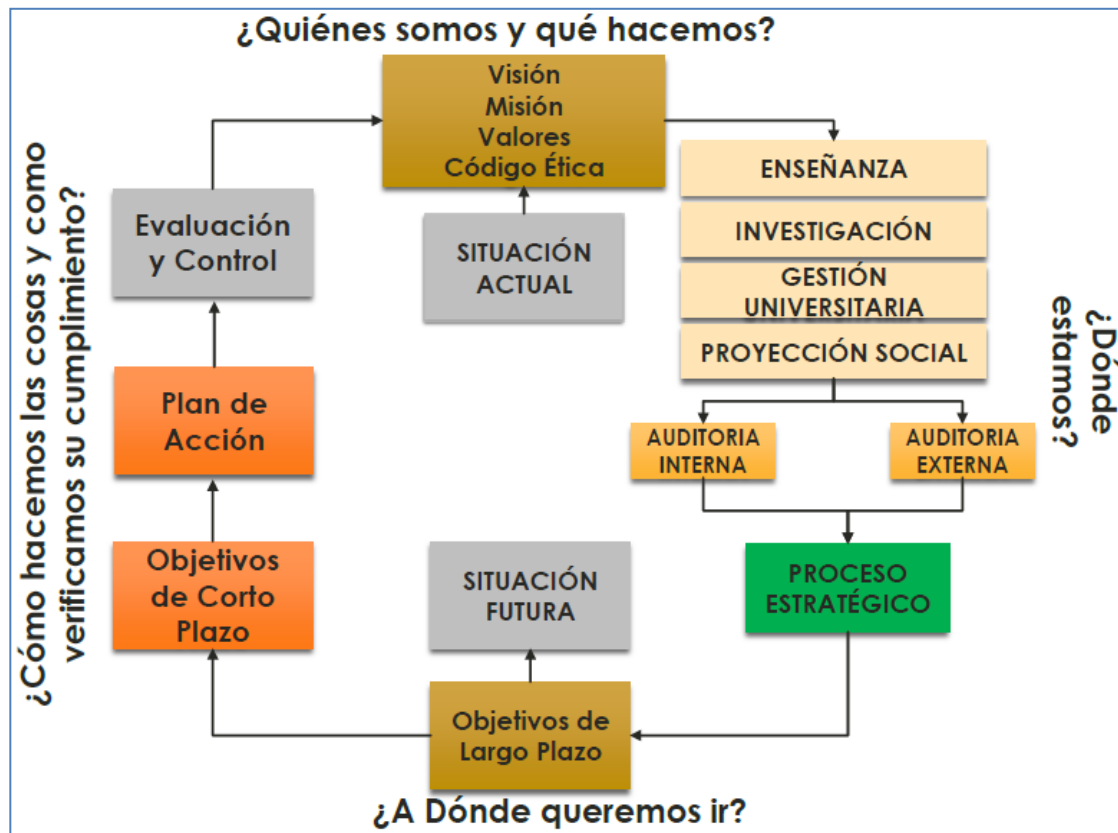 ¿Quiénes somos y qué hacemos?
Visión
Misión
Valores
Código Ética
SITUACIÓN
ACTUAL
ENSEÑANZA
INVESTIGACIÓN
GESTIÓN
UNIVERSITARIA
PROYECCIÓN SOCIAL
¿Dónde
estamos?
AUDITORIA
INTERNA
AUDITORIA
EXTERNA
PROCESO
ESTRATÉGICO
SITUACIÓN
FUTURA
Objetivos de
Largo Plazo
¿A Dónde queremos ir?
Objetivos
de Corto
Plazo
Plan de
Acción
Evaluación
y Control
¿Cómo hacemos las cosas y como
verificamos su cumplimiento?